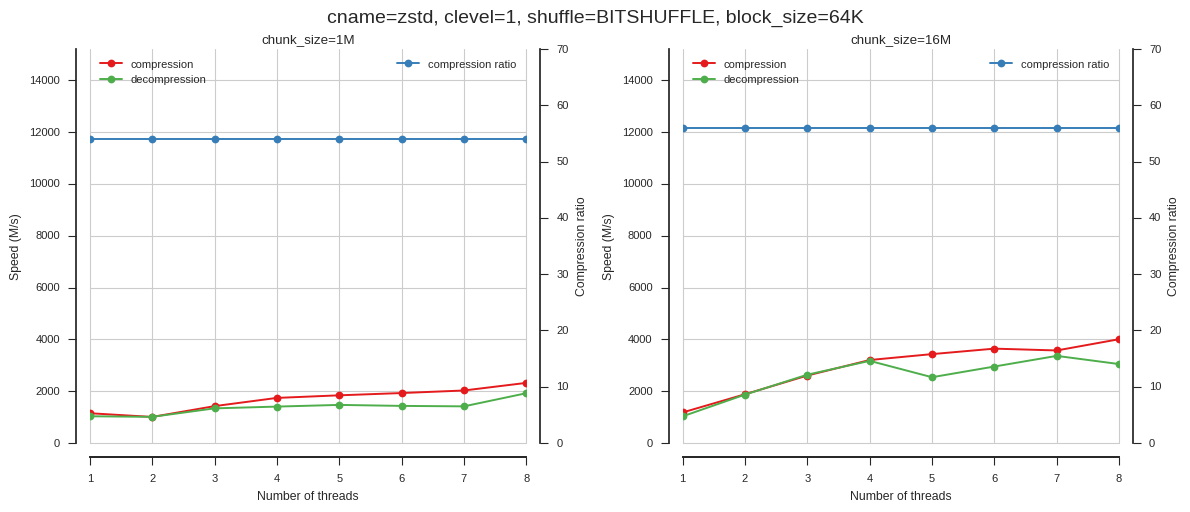 cname=zstd, clevel=1, shuffle=BITSHUFFLE, block_size=64K
chunk_size=1M
compression
decompression
compression ratio
14000
12000
10000
8000
6000
4000
2000
0
Speed (M/s)
70
60
50
40
30
20
10
0
Compression ratio
1 2 3 4 5 6 7 8
Number of threads
chunk_size=16M
compression
decompression
compression ratio
14000
12000
10000
8000
6000
4000
2000
0
Speed (M/s)
70
60
50
40
30
20
10
0
Compression ratio
1 2 3 4 5 6 7 8
Number of threads